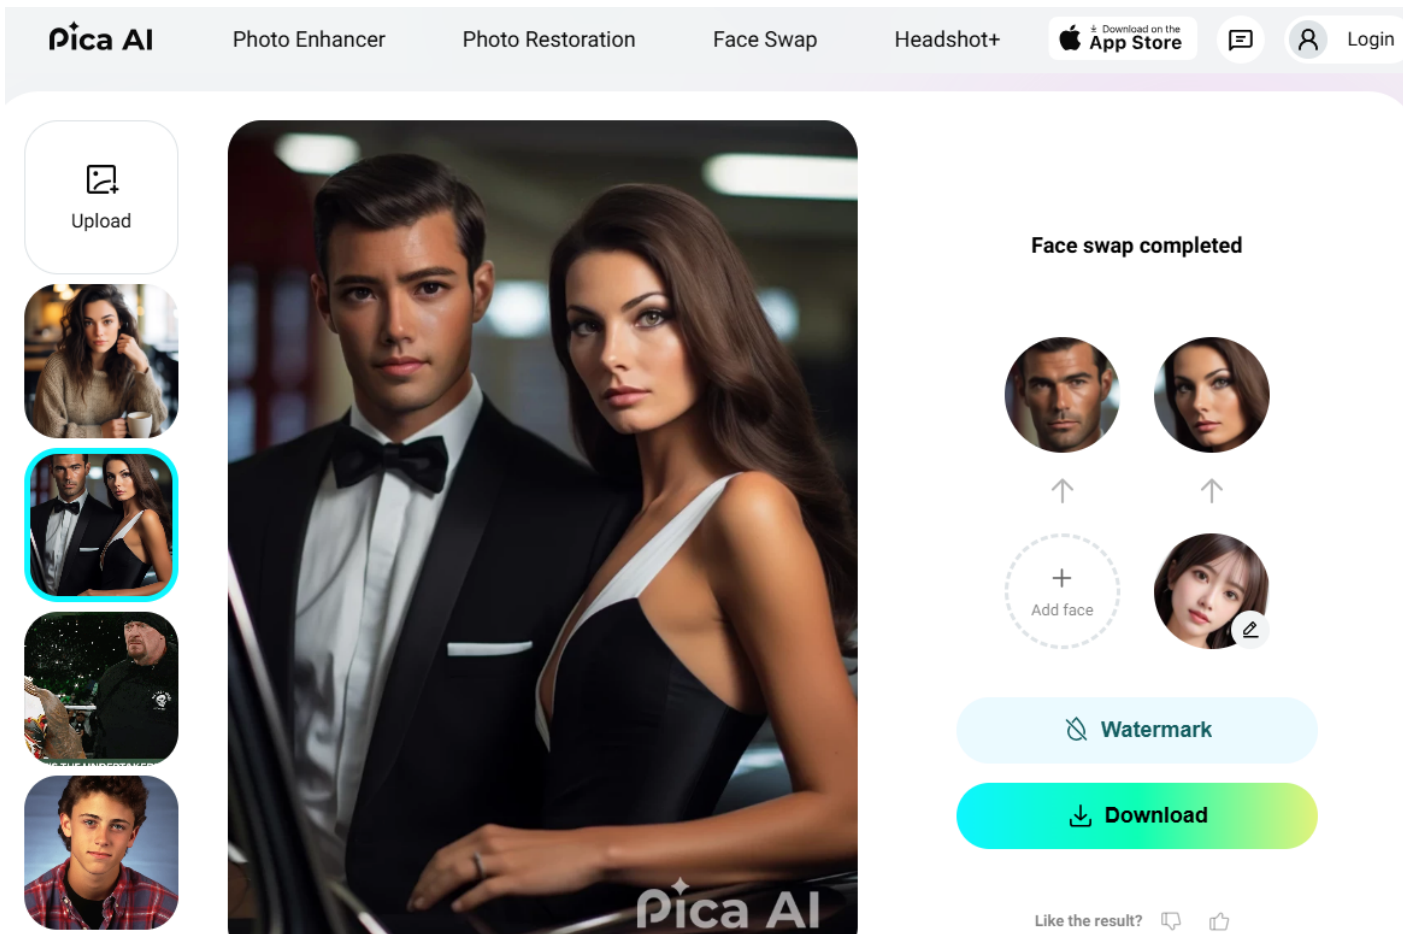 Pica AI
Photo Enhancer
Photo Restoration
Face Swap
Headshot+
Download on the
App Store
Login
Upload
Face swap completed
Add face
Watermark
Download
Like the result?
Pica AI